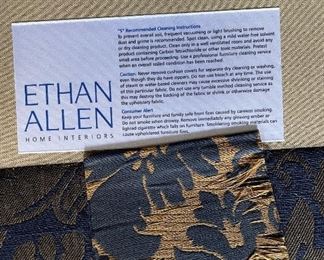 "S" Recommended Cleaning Instructions
To prevent overall soil, frequent vacuuming or light brushing to remove
dust and grime is recommended. Spot clean, using a mild water free solvent
or dry cleaning product. Clean only in a well ventilated room and avoid any
product containing Carbon Tetrachloride or other toxic materials. Pretest
small area before proceeding. Use a professional furniture cleaning service
when an overall soiled condition has been reached.
Caution: Never remove cushion covers for separate dry cleaning or washing,
even though they do have zippers. Do not use bleach at any time. The use
of steam or water-based cleaners may cause excessive shrinking or staining
of this particular fabric. Do not use any tumble method cleaning service as
this may destroy the backing of the fabric or shrink or otherwise damage
the upholstery fabric.
Consumer Alert
Keep your furniture and family safe from fires caused by careless smoking.
Do not smoke when drowsy. Remove immediately any glowing ember or
lighted cigarette which falls on furniture. Smoldering smoking materials can
cause upholstered furniture fires.
ETHAN
ALLEN
HOME INTERIORS